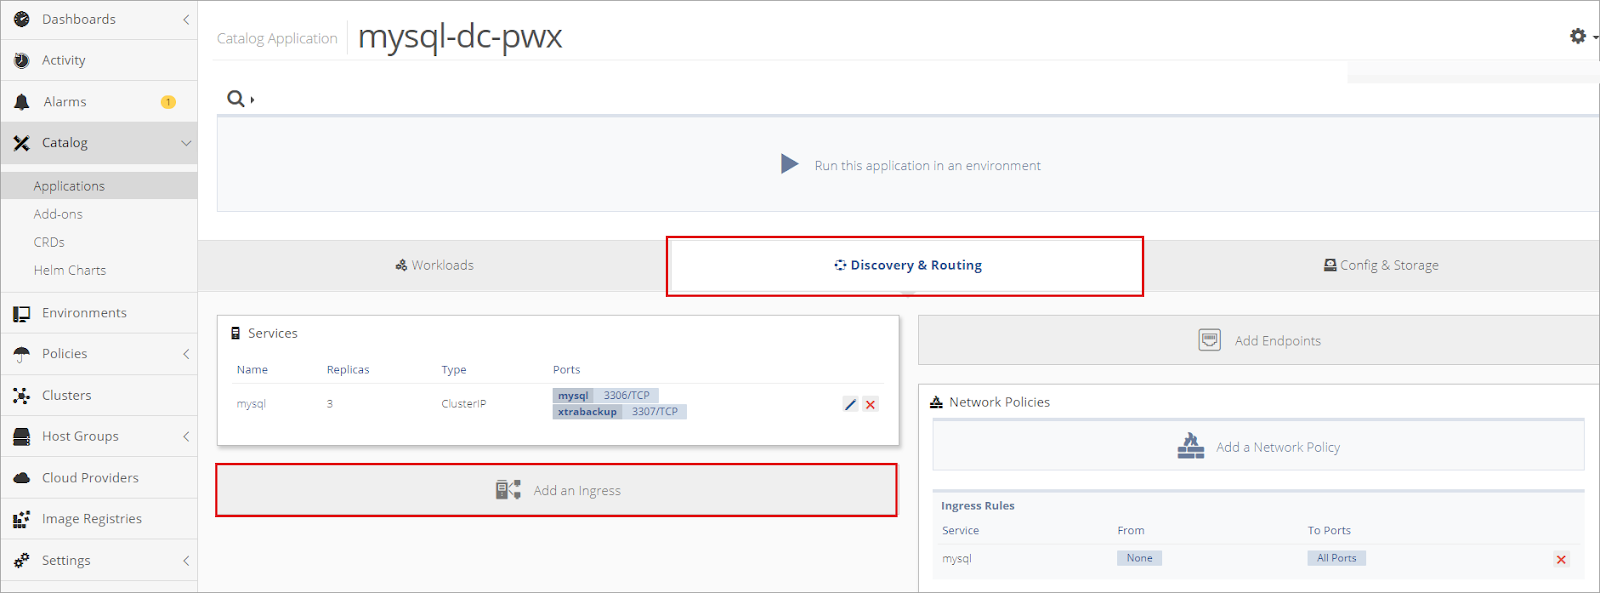 Dashboards
Activity
Alarms 1
Catalog
Applications
Add-ons
CRDs
Helm Charts
Environments
Policies
Clusters
Host Groups
Cloud Providers
Image Registries
Settings
Catalog Application mysql-dc-pwx
Run this application in an environment
Workloads Discovery & Routing Config & Storage
Services
Name Replicas Type Ports
mysql 3 ClusterIP mysql 3306/TCP
xtrabackup 3307/TCP
Add an Ingress
Add Endpoints
Network Policies
Add a Network Policy
Ingress Rules
Service From To Ports
mysql None All Ports